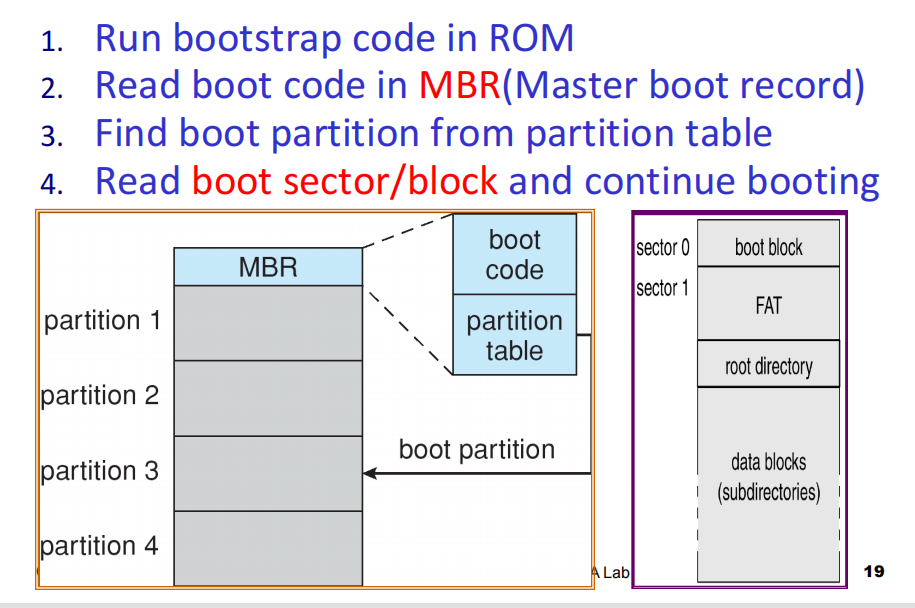 1. Run bootstrap code in ROM
2. Read boot code in MBR(Master boot record)
3. Find boot partition from partition table
4. Read boot sector/block and continue booting
MBR
partition 1
partition 2
partition 3
partition 4
boot
code
partition
table
boot partition
sector 0
boot block
sector 1
FAT
root directory
data blocks
(subdirectories)
A Lab
19